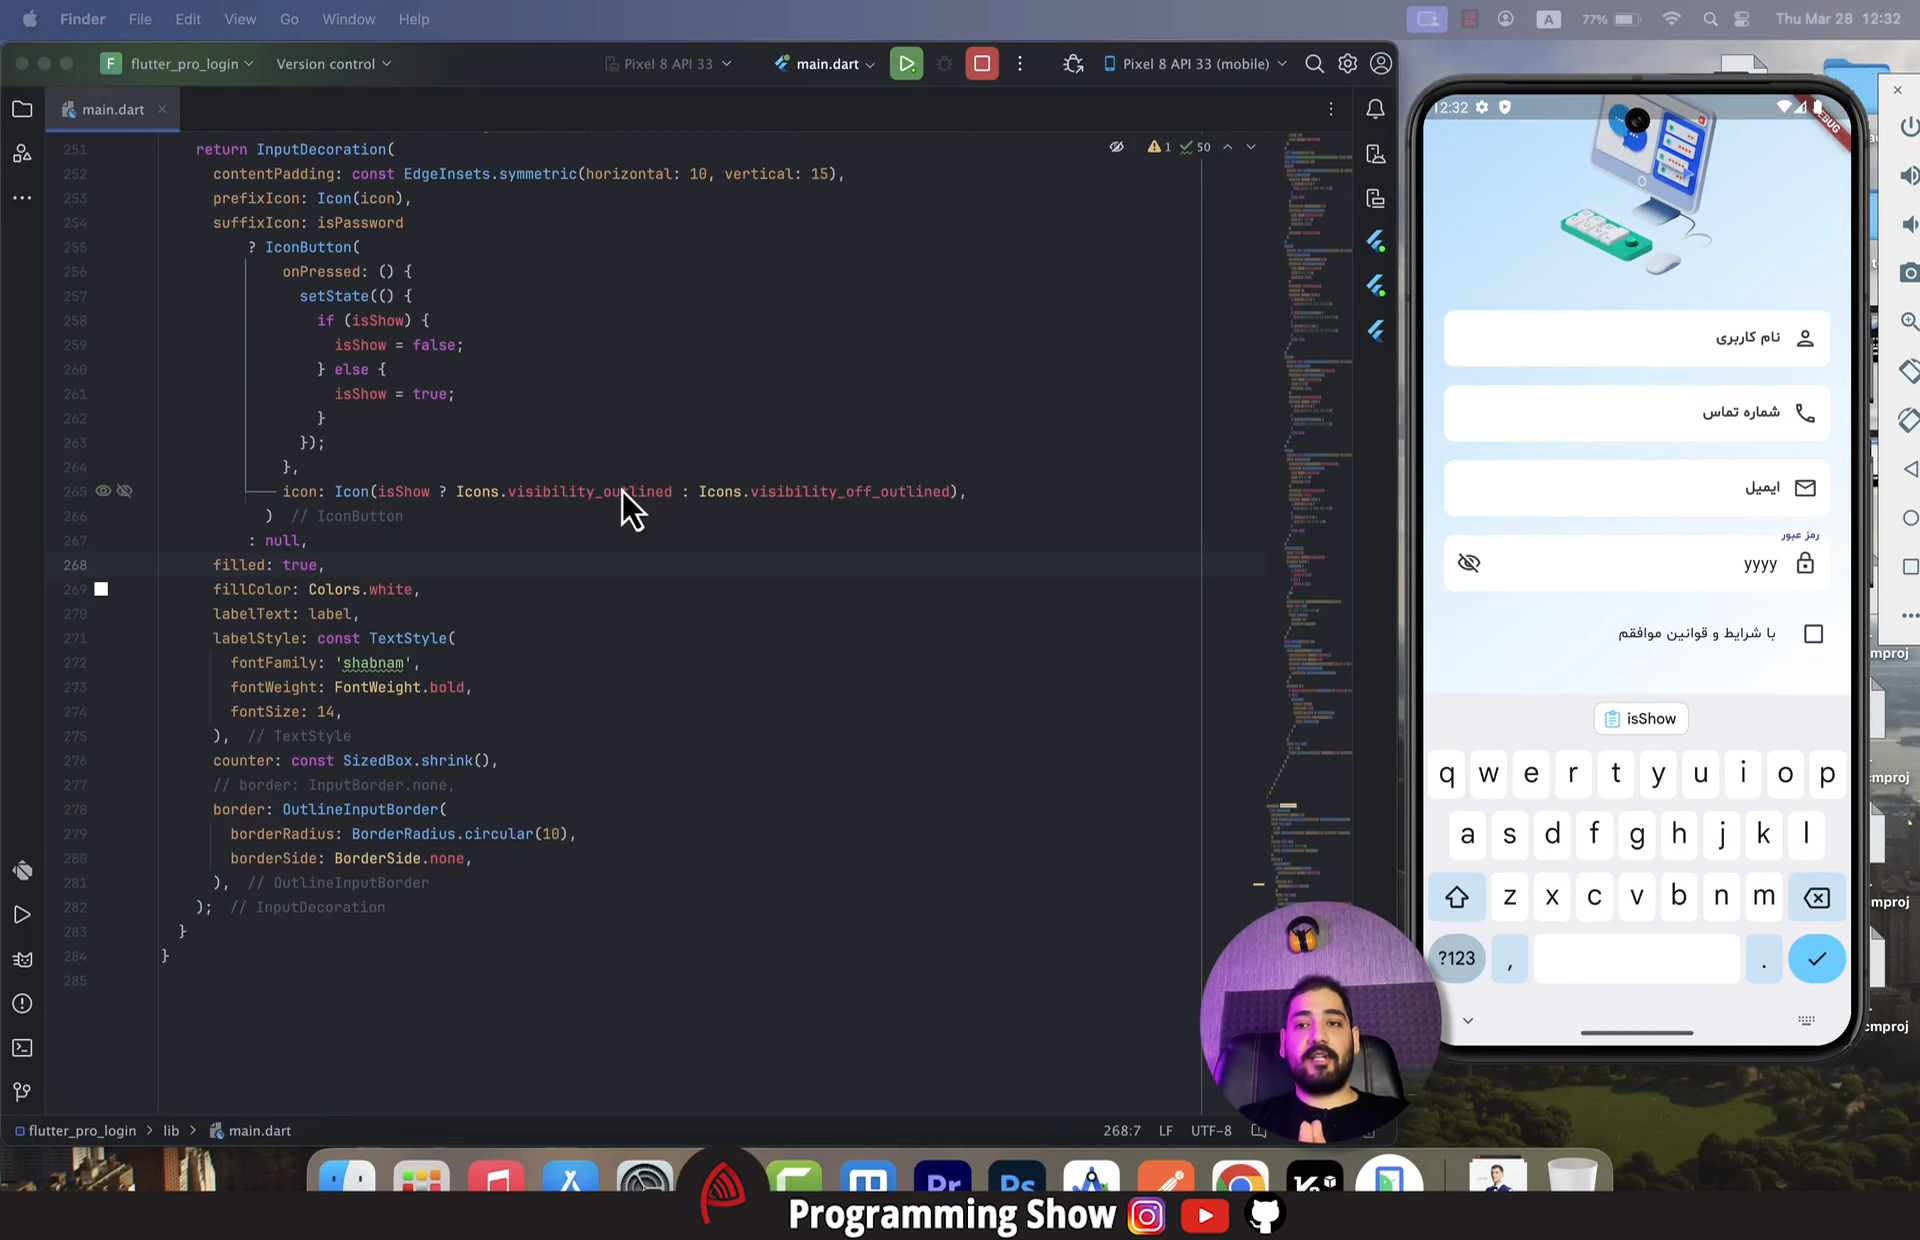 Finder File Edit View Go Window Help
A 77% Thu Mar 28 12:32
F flutter_pro_login Version control Pixel 8 API 33 main.dart Pixel 8 API 33 (mobile)
main.dart
1 50
251 return InputDecoration(
252 contentPadding: const EdgeInsets.symmetric(horizontal: 10, vertical: 15),
253 prefixIcon: Icon(icon),
254 suffixIcon: isPassword
255 ? IconButton(
256 onPressed: () {
257 setState(() {
258 if (isShow) {
259 isShow = false;
260 } else {
261 isShow = true;
262 }
263 });
264 },
265 icon: Icon(isShow ? Icons.visibility_outlined : Icons.visibility_off_outlined),
266 ) // IconButton
267 : null,
268 filled: true,
269 fillColor: Colors.white,
270 labelText: label,
271 labelStyle: const TextStyle(
272 fontFamily: 'shabnam',
273 fontWeight: FontWeight.bold,
274 fontSize: 14,
275 ), // TextStyle
276 counter: const SizedBox.shrink(),
277 // border: InputBorder.none,
278 border: OutlineInputBorder(
279 borderRadius: BorderRadius.circular(10),
280 borderSide: BorderSide.none,
281 ), // OutlineInputBorder
282 ); // InputDecoration
283 }
284 }
285
flutter_pro_login > lib > main.dart
268:7 LF UTF-8
12:32
نام کاربری
شماره تماس
ایمیل
رمز عبور
yyyy
با شرایط و قوانین موافقم
isShow
q w e r t y u i o p
a s d f g h j k l
z x c v b n m
?123 , .
mproj
cmproj
mproj
cmproj
Pr Ps
Programming Show